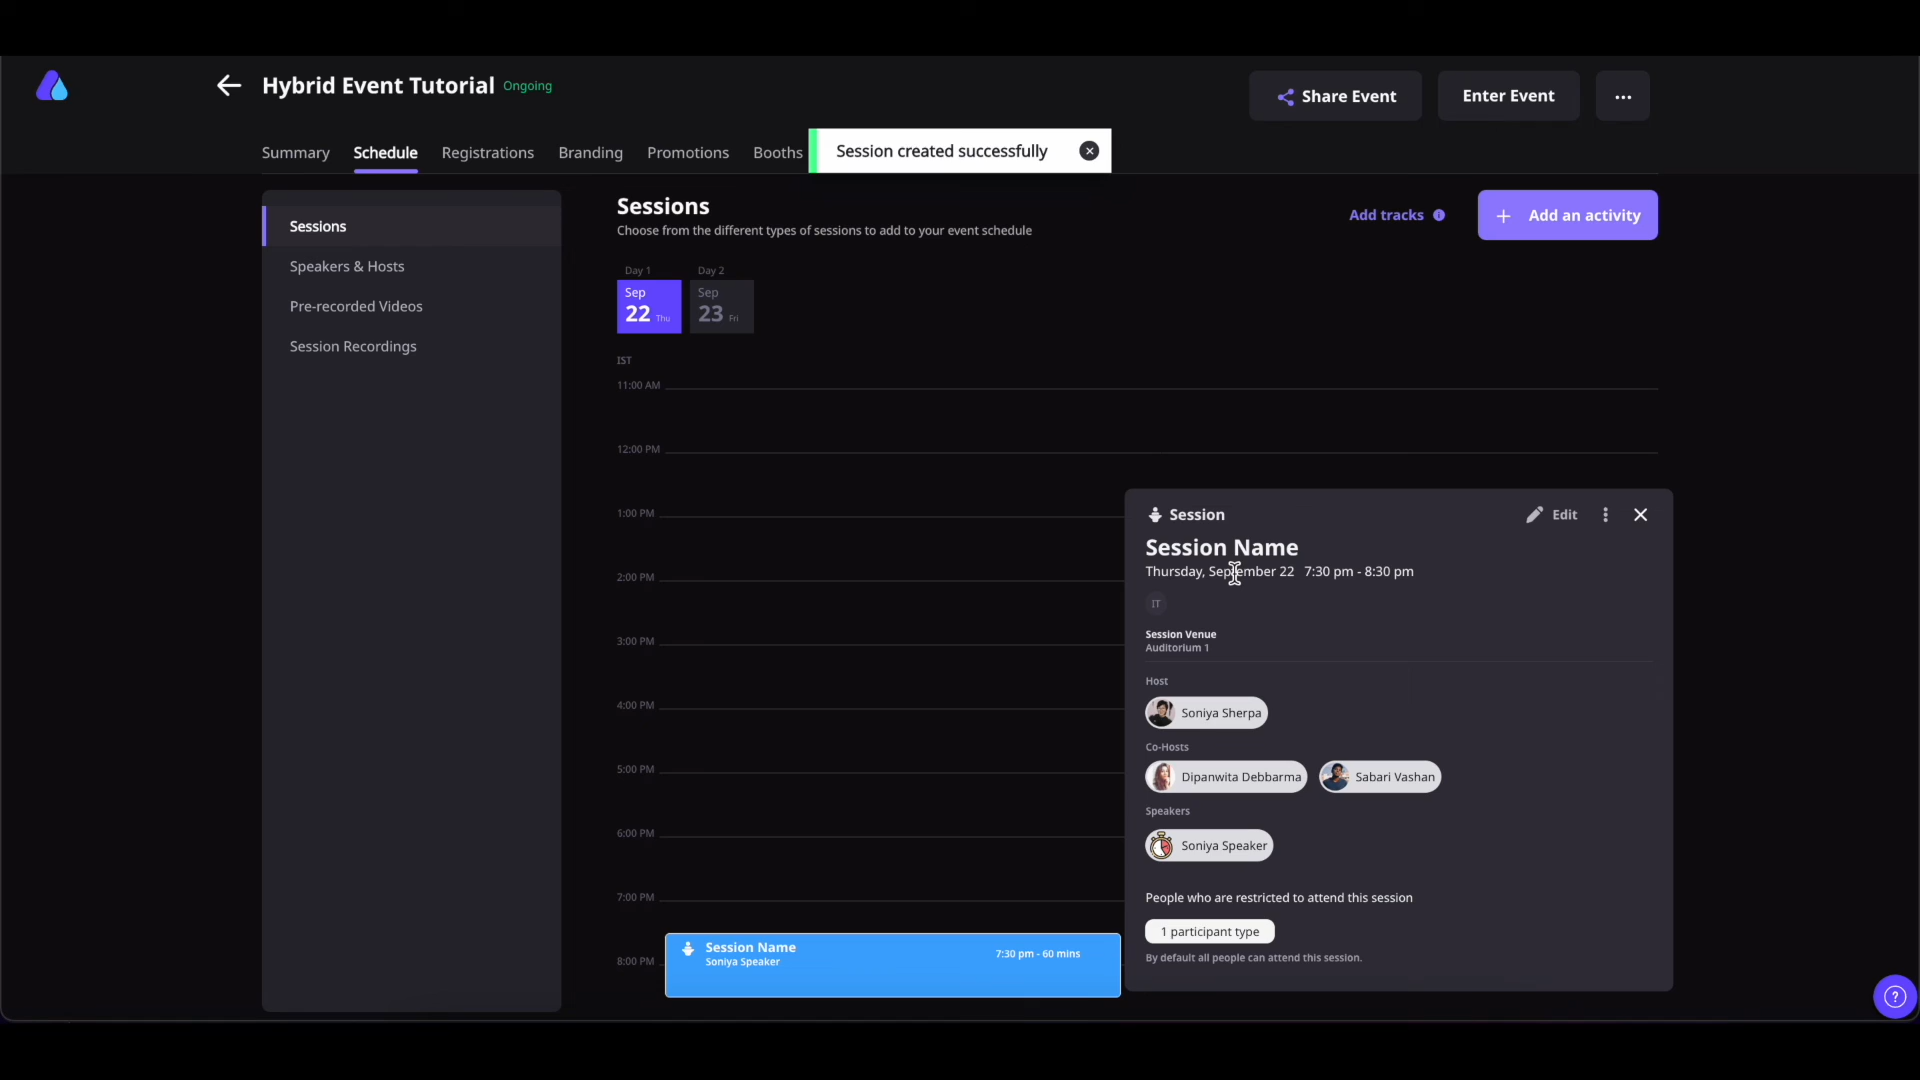 Hybrid Event Tutorial Ongoing
Share Event
Enter Event
...
Summary
Schedule
Registrations
Branding
Promotions
Booths
Session created successfully
Sessions
Speakers & Hosts
Pre-recorded Videos
Session Recordings
Sessions
Choose from the different types of sessions to add to your event schedule
Add tracks
+ Add an activity
Day 1
Sep
22 Thu
Day 2
Sep
23 Fri
IST
11:00 AM
12:00 PM
1:00 PM
2:00 PM
3:00 PM
4:00 PM
5:00 PM
6:00 PM
7:00 PM
8:00 PM
Session Name
Soniya Speaker
7:30 pm - 60 mins
Session
Edit
Session Name
Thursday, September 22 7:30 pm - 8:30 pm
IT
Session Venue
Auditorium 1
Host
Soniya Sherpa
Co-Hosts
Dipanwita Debbarma
Sabari Vashan
Speakers
Soniya Speaker
People who are restricted to attend this session
1 participant type
By default all people can attend this session.
?